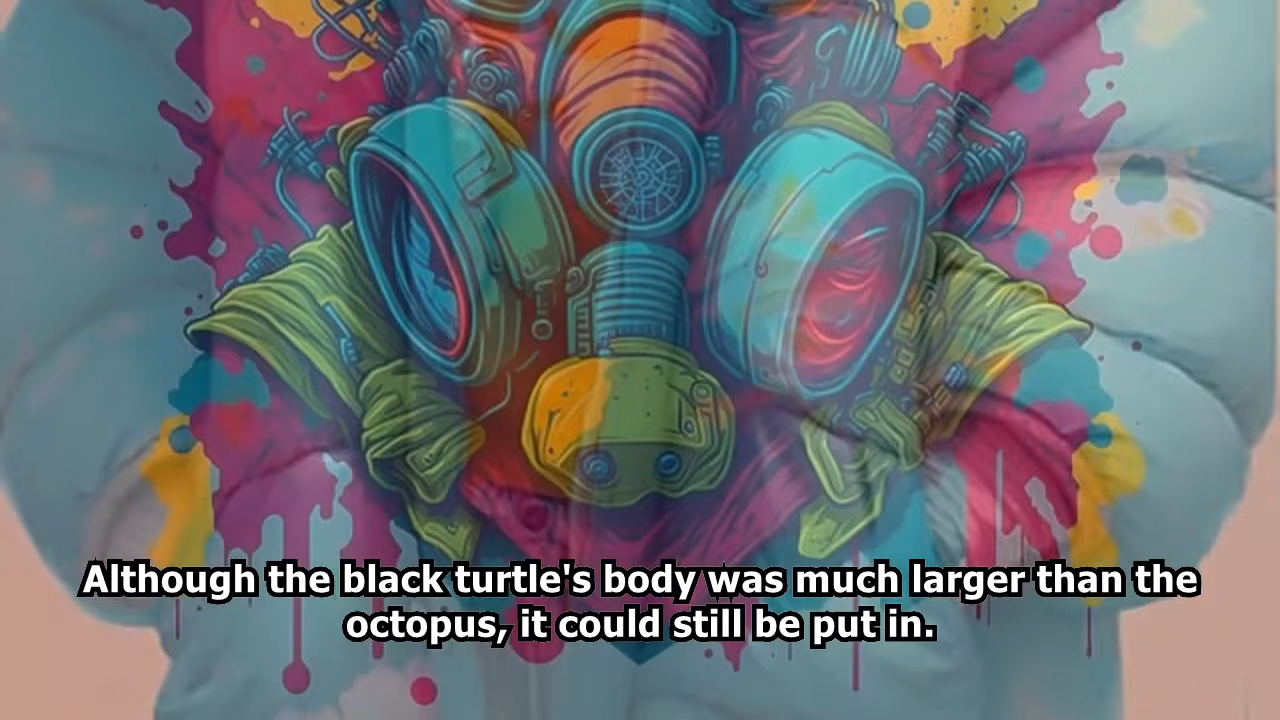 Although the black turtle's body was much larger than the
octopus, it could still be put in.